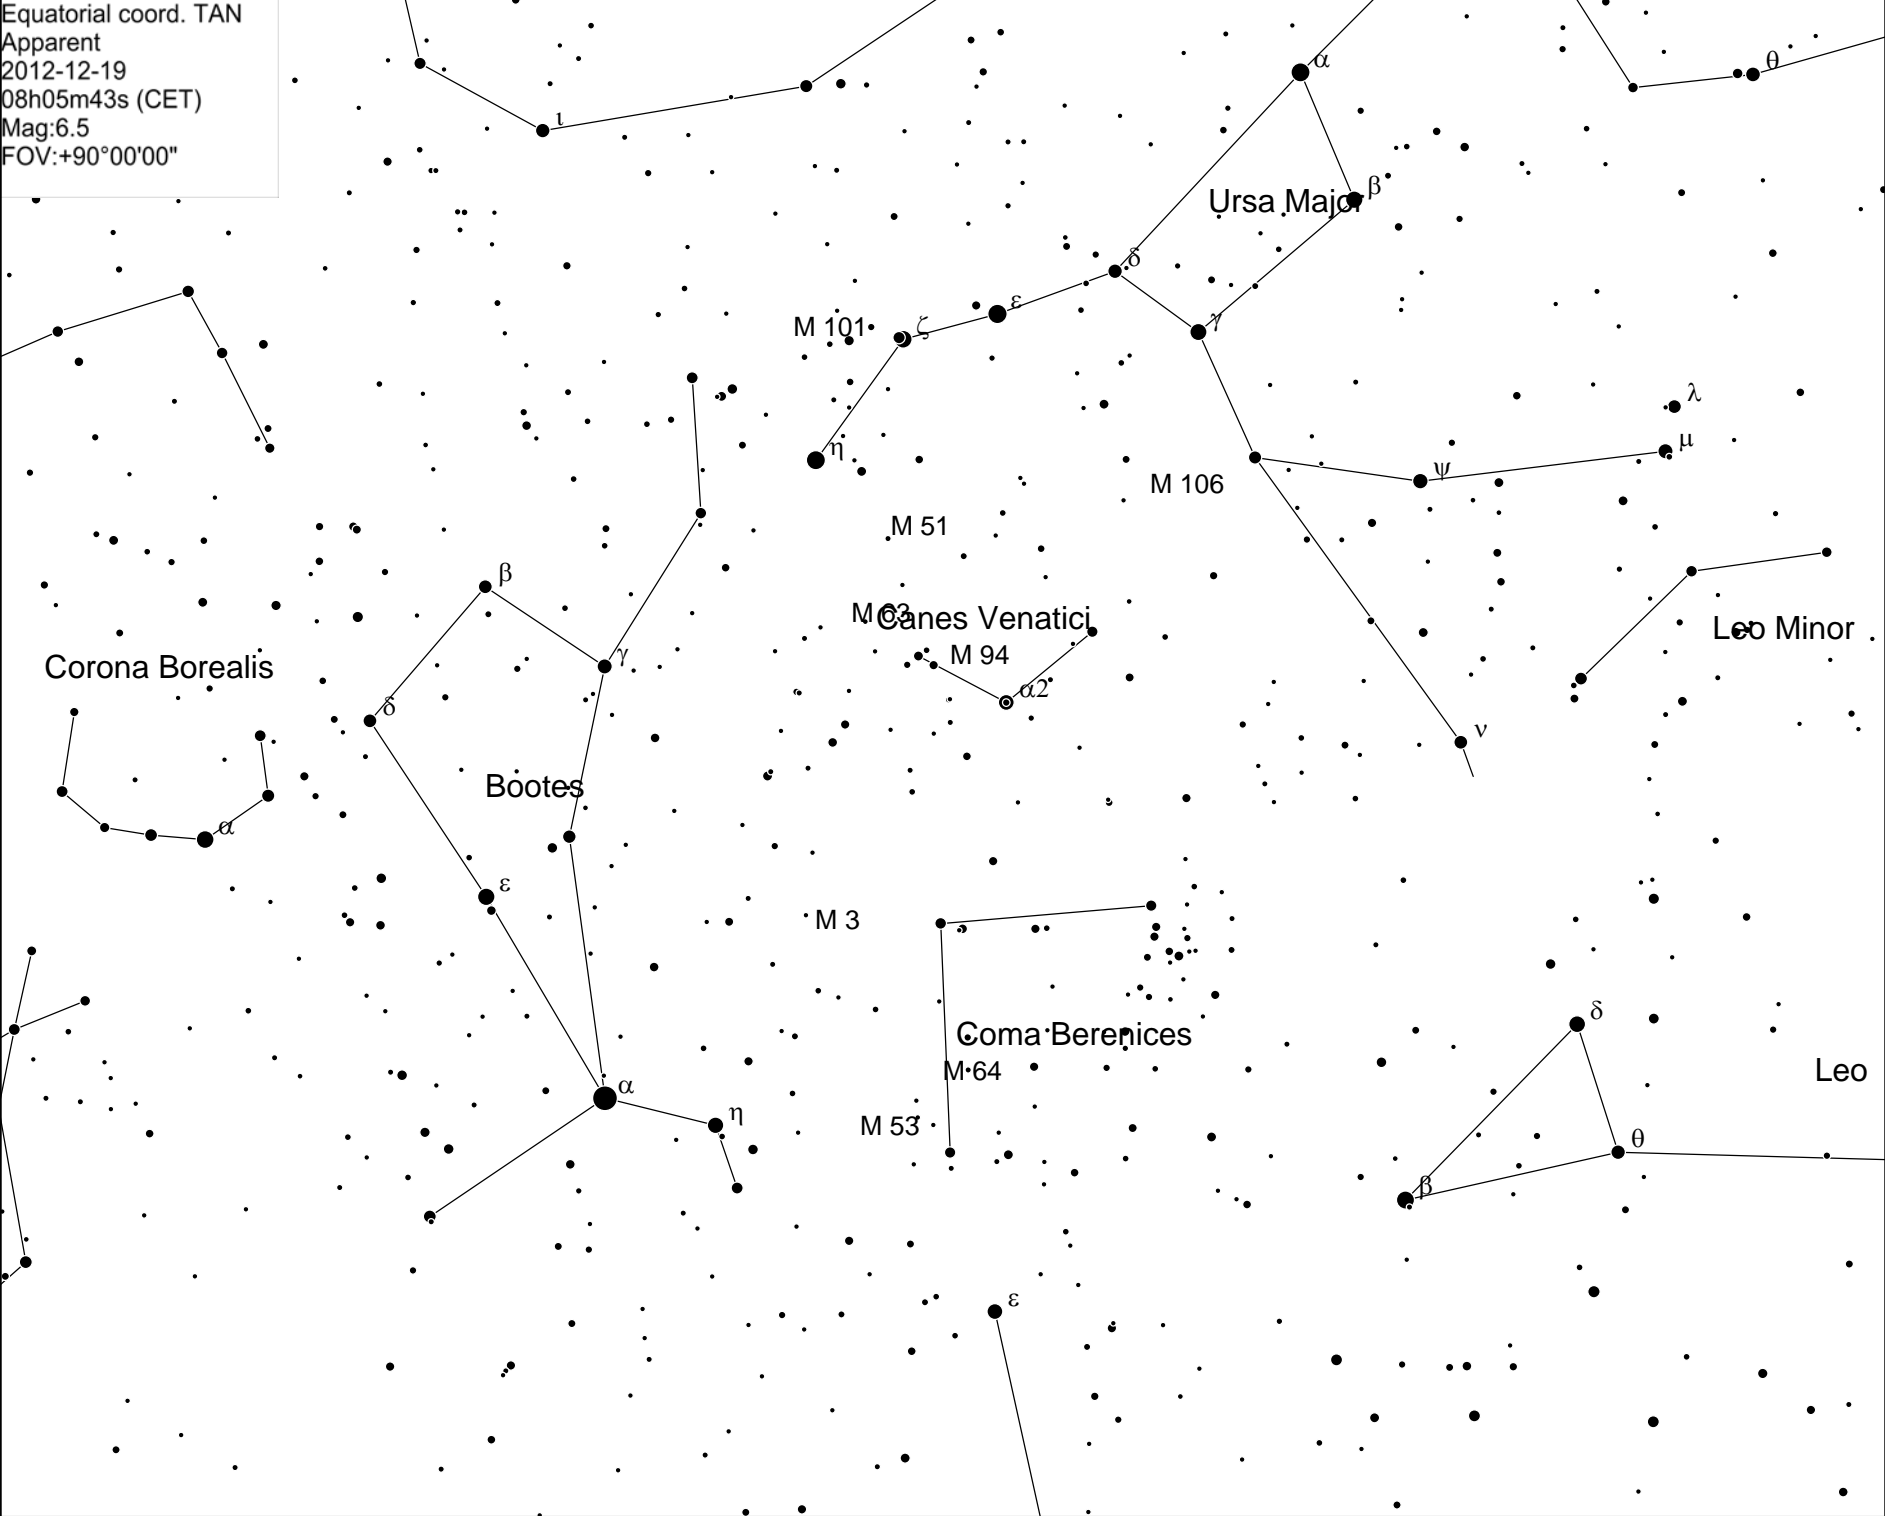 Equatorial coord. TAN
Apparent
2012-12-19
08h05m43s (CET)
Mag:6.5
FOV:+90°00'00"
α
θ
ι
Ursa Major
β
δ
ε
γ
M 101
ζ
λ
η
μ
ψ
M 106
M 51
β
M 63
Canes Venatici
Leo Minor
γ
M 94
Corona Borealis
α2
δ
ν
Bootes
α
ε
M 3
δ
Coma Berenices
M 64
Leo
α
η
M 53
θ
β
ε